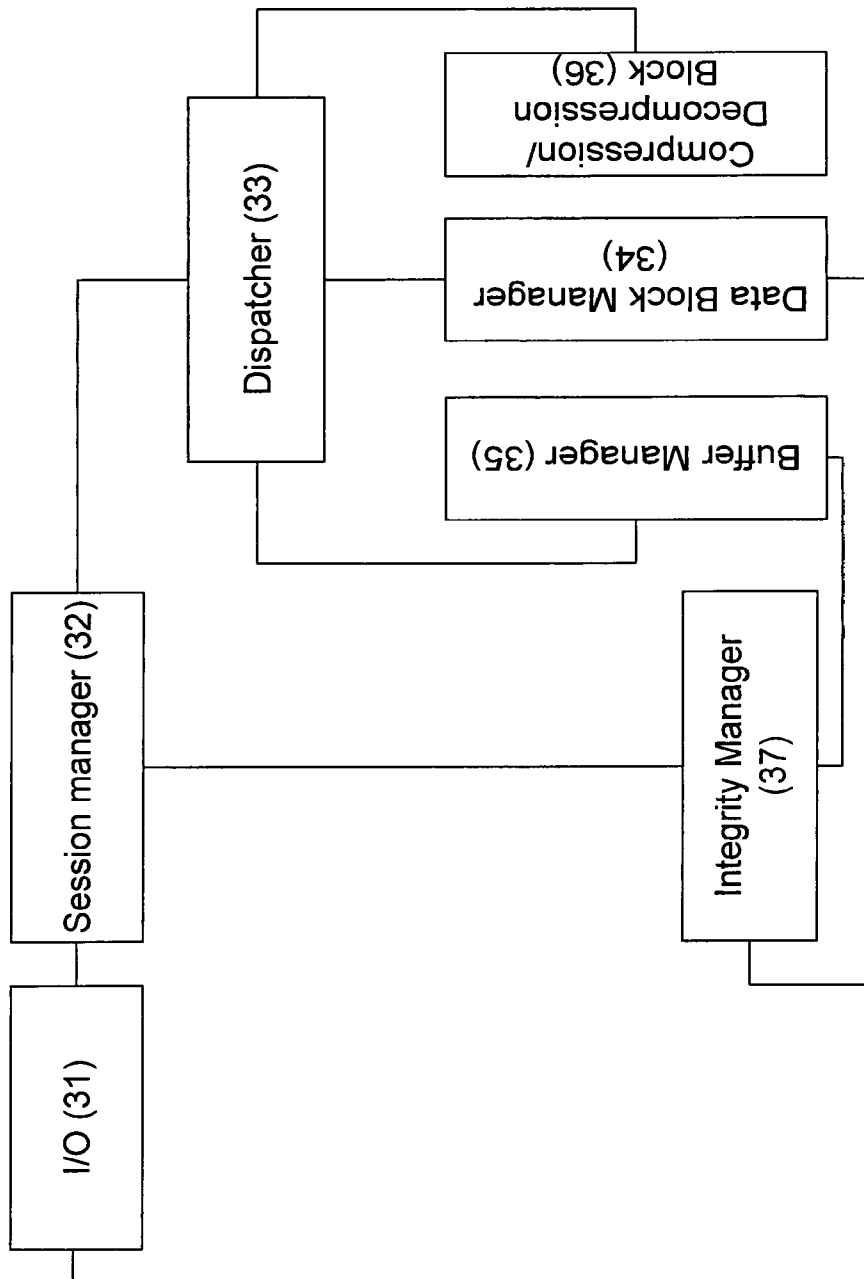 I/O (31)
Session manager (32)
Dispatcher (33)
Integrity Manager
(37)
Buffer Manager (35)
Data Block Manager
(34)
Compression/
Decompression
Block (36)